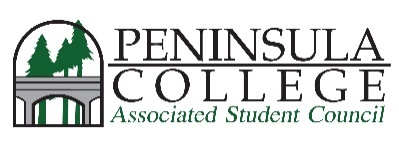 PENINSULA
COLLEGE
Associated Student Council